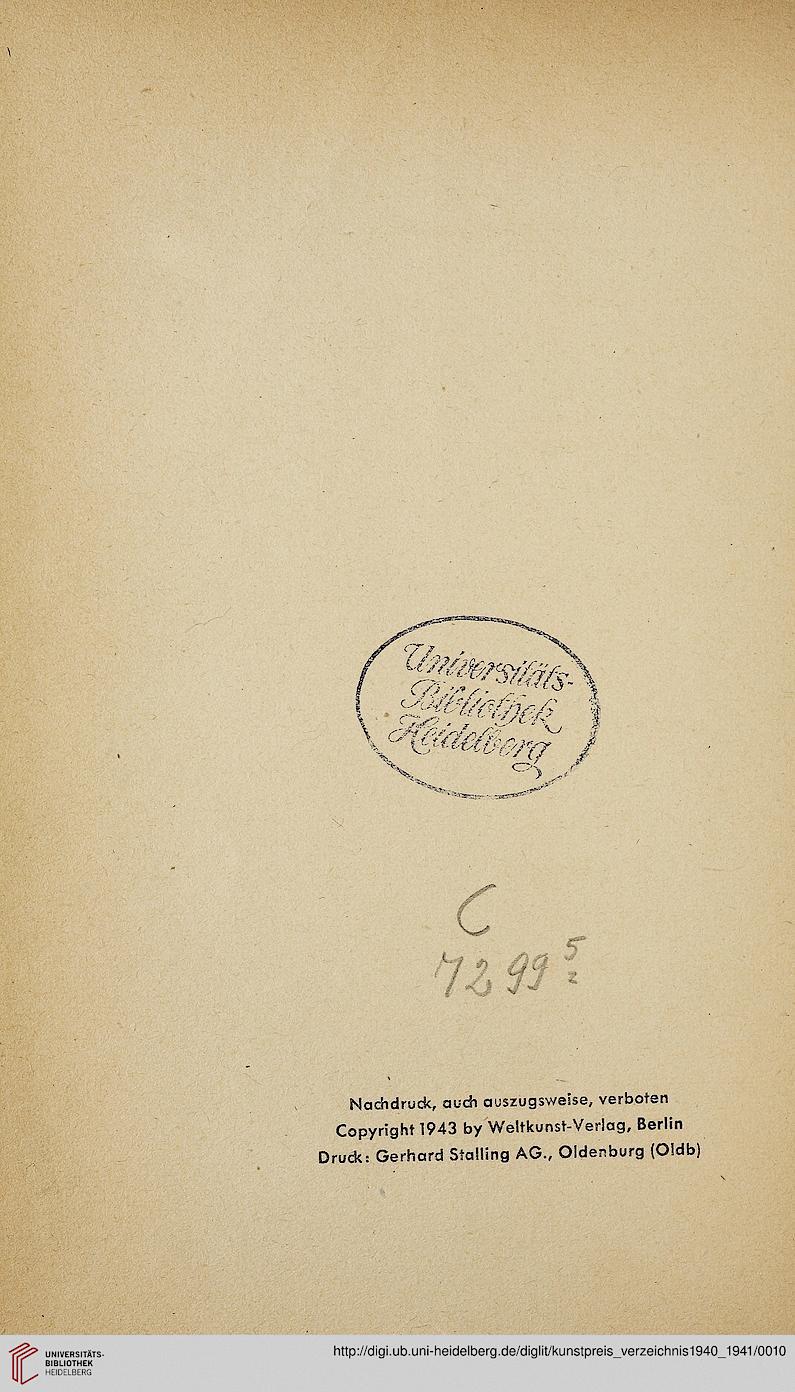 Universitäts-
Bibliothek
Heidelberg
C
7299 5
2
Nachdruck, auch auszugsweise, verboten
Copyright 1943 by Weltkunst-Verlag, Berlin
Druck: Gerhard Stalling AG., Oldenburg (Oldb)
UNIVERSITÄTS-
BIBLIOTHEK
HEIDELBERG
http://digi.ub.uni-heidelberg.de/diglit/kunstpreis_verzeichnis1940_1941/0010